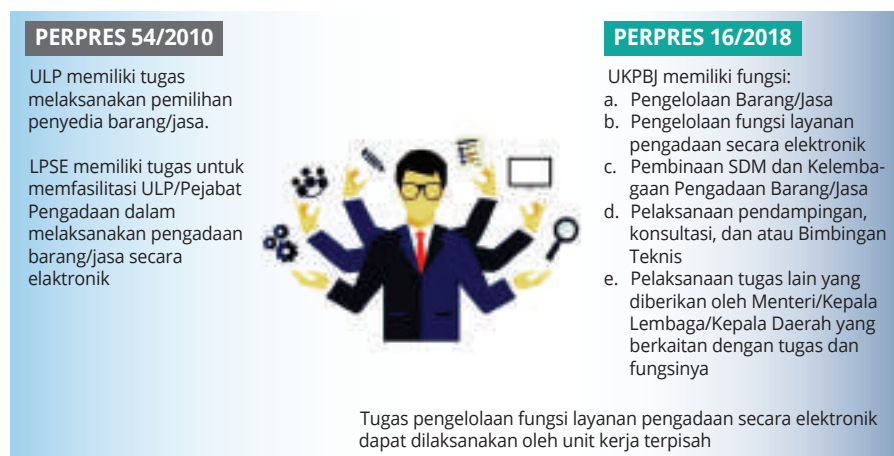 PERPRES 54/2010
ULP memiliki tugas
melaksanakan pemilihan
penyedia barang/jasa.
LPSE memiliki tugas untuk
memfasilitasi ULP/Pejabat
Pengadaan dalam
melaksanakan pengadaan
barang/jasa secara
elaktronik
PERPRES 16/2018
UKPBJ memiliki fungsi:
a. Pengelolaan Barang/Jasa
b. Pengelolaan fungsi layanan
pengadaan secara elektronik
c. Pembinaan SDM dan Kelemba-
gaan Pengadaan Barang/Jasa
d. Pelaksanaan pendampingan,
konsultasi, dan atau Bimbingan
Teknis
e. Pelaksanaan tugas lain yang
diberikan oleh Menteri/Kepala
Lembaga/Kepala Daerah yang
berkaitan dengan tugas dan
fungsinya
Tugas pengelolaan fungsi layanan pengadaan secara elektronik
dapat dilaksanakan oleh unit kerja terpisah